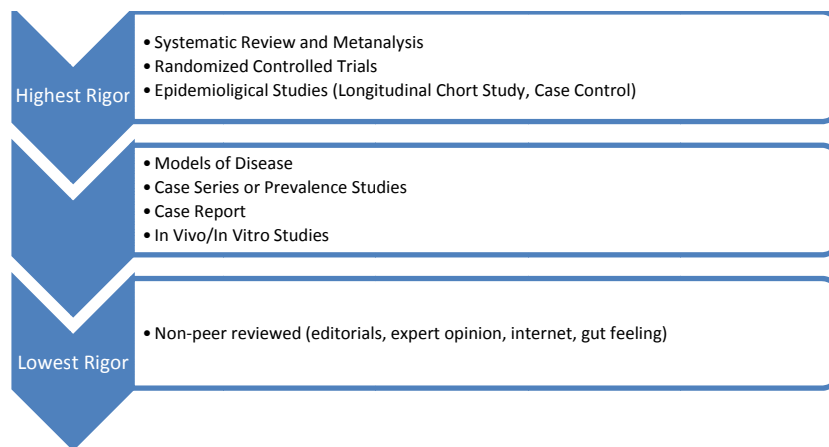 Highest Rigor
• Systematic Review and Metanalysis
• Randomized Controlled Trials
• Epidemioligical Studies (Longitudinal Chort Study, Case Control)
• Models of Disease
• Case Series or Prevalence Studies
• Case Report
• In Vivo/In Vitro Studies
Lowest Rigor
• Non-peer reviewed (editorials, expert opinion, internet, gut feeling)